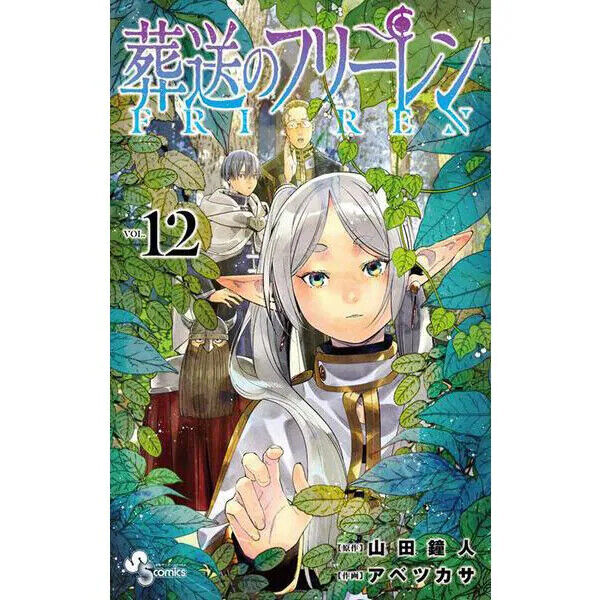 葬送のフリーレン
FRIEREN
VOL. 12
[原作] 山田鐘人
[作画] アベツカサ
comics